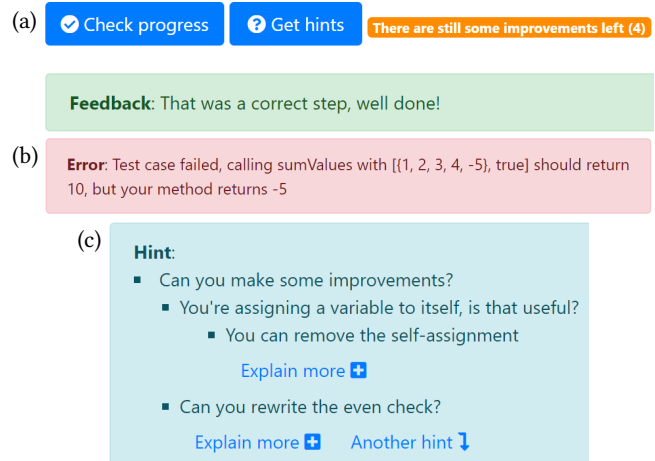 (a) Check progress Get hints There are still some improvements left (4)
Feedback: That was a correct step, well done!
(b) Error: Test case failed, calling sumValues with [{1, 2, 3, 4, -5}, true] should return
10, but your method returns -5
(c) Hint:
Can you make some improvements?
You're assigning a variable to itself, is that useful?
You can remove the self-assignment
Explain more
Can you rewrite the even check?
Explain more Another hint